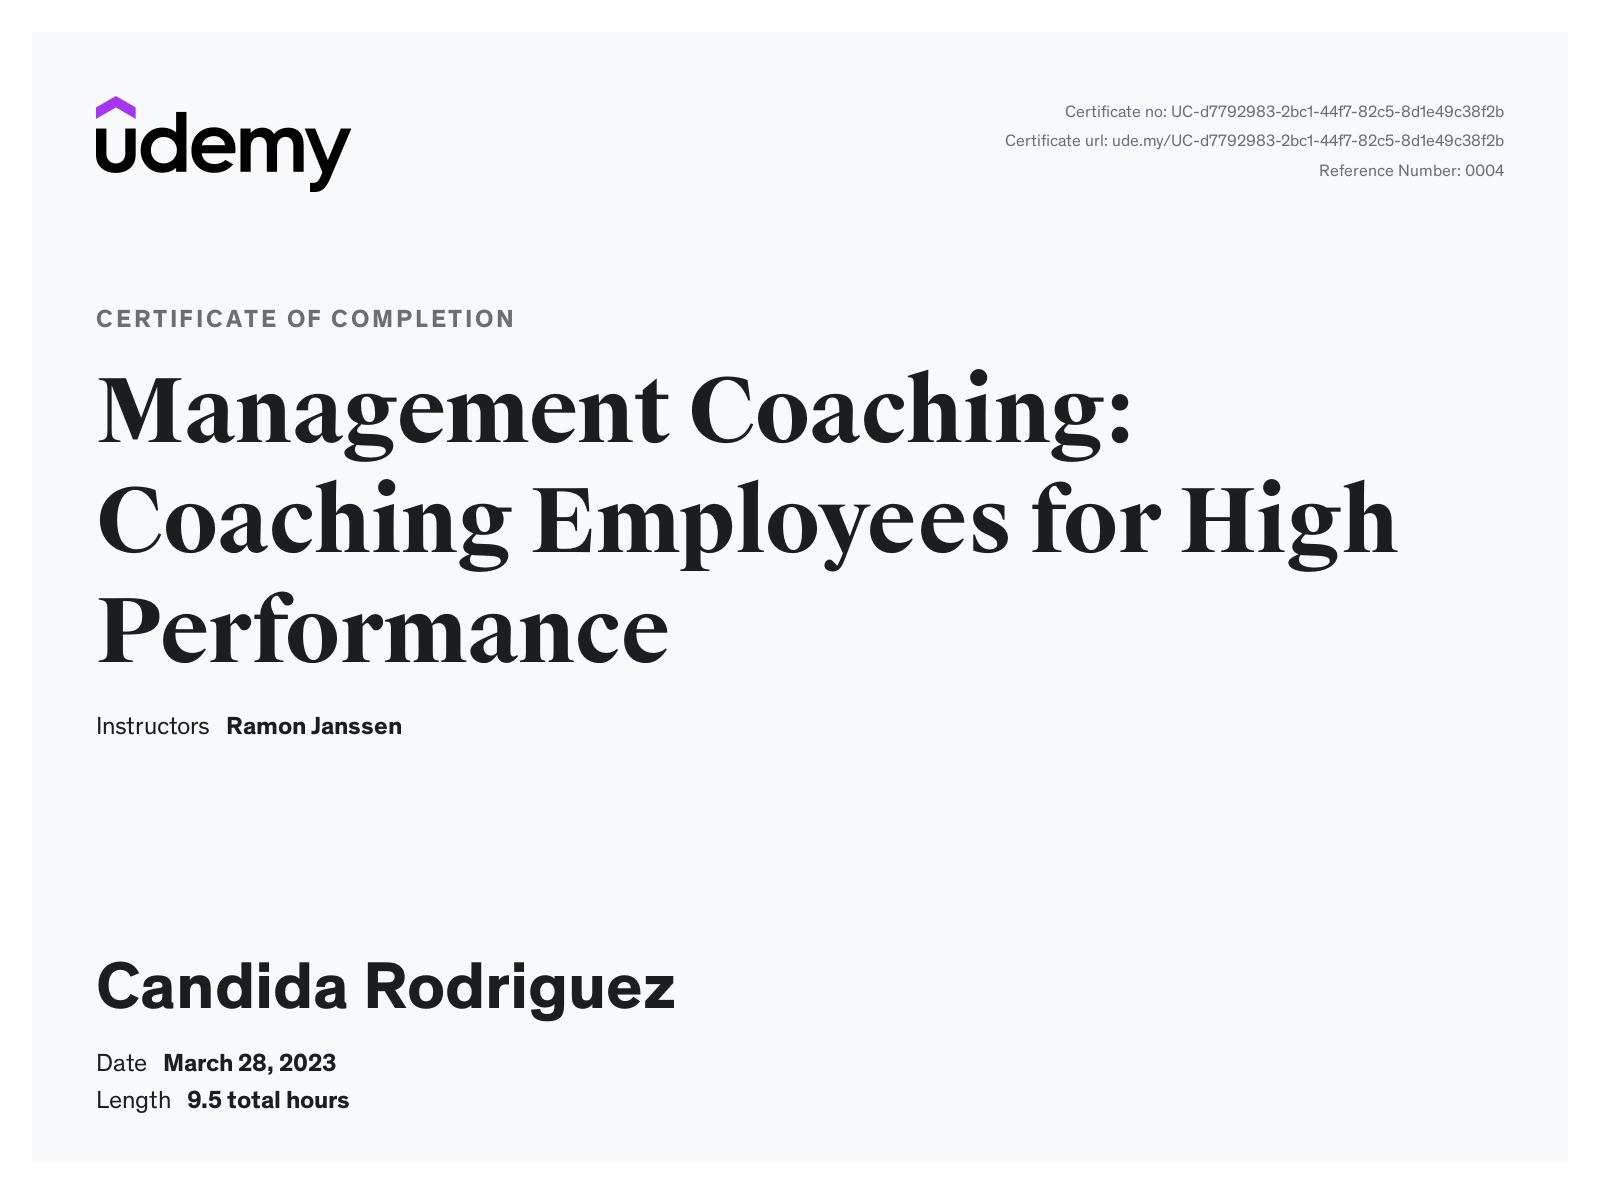 udemy
Certificate no: UC-d7792983-2bc1-44f7-82c5-8d1e49c38f2b
Certificate url: ude.my/UC-d7792983-2bc1-44f7-82c5-8d1e49c38f2b
Reference Number: 0004
CERTIFICATE OF COMPLETION
Management Coaching:
Coaching Employees for High
Performance
Instructors Ramon Janssen
Candida Rodriguez
Date March 28, 2023
Length 9.5 total hours